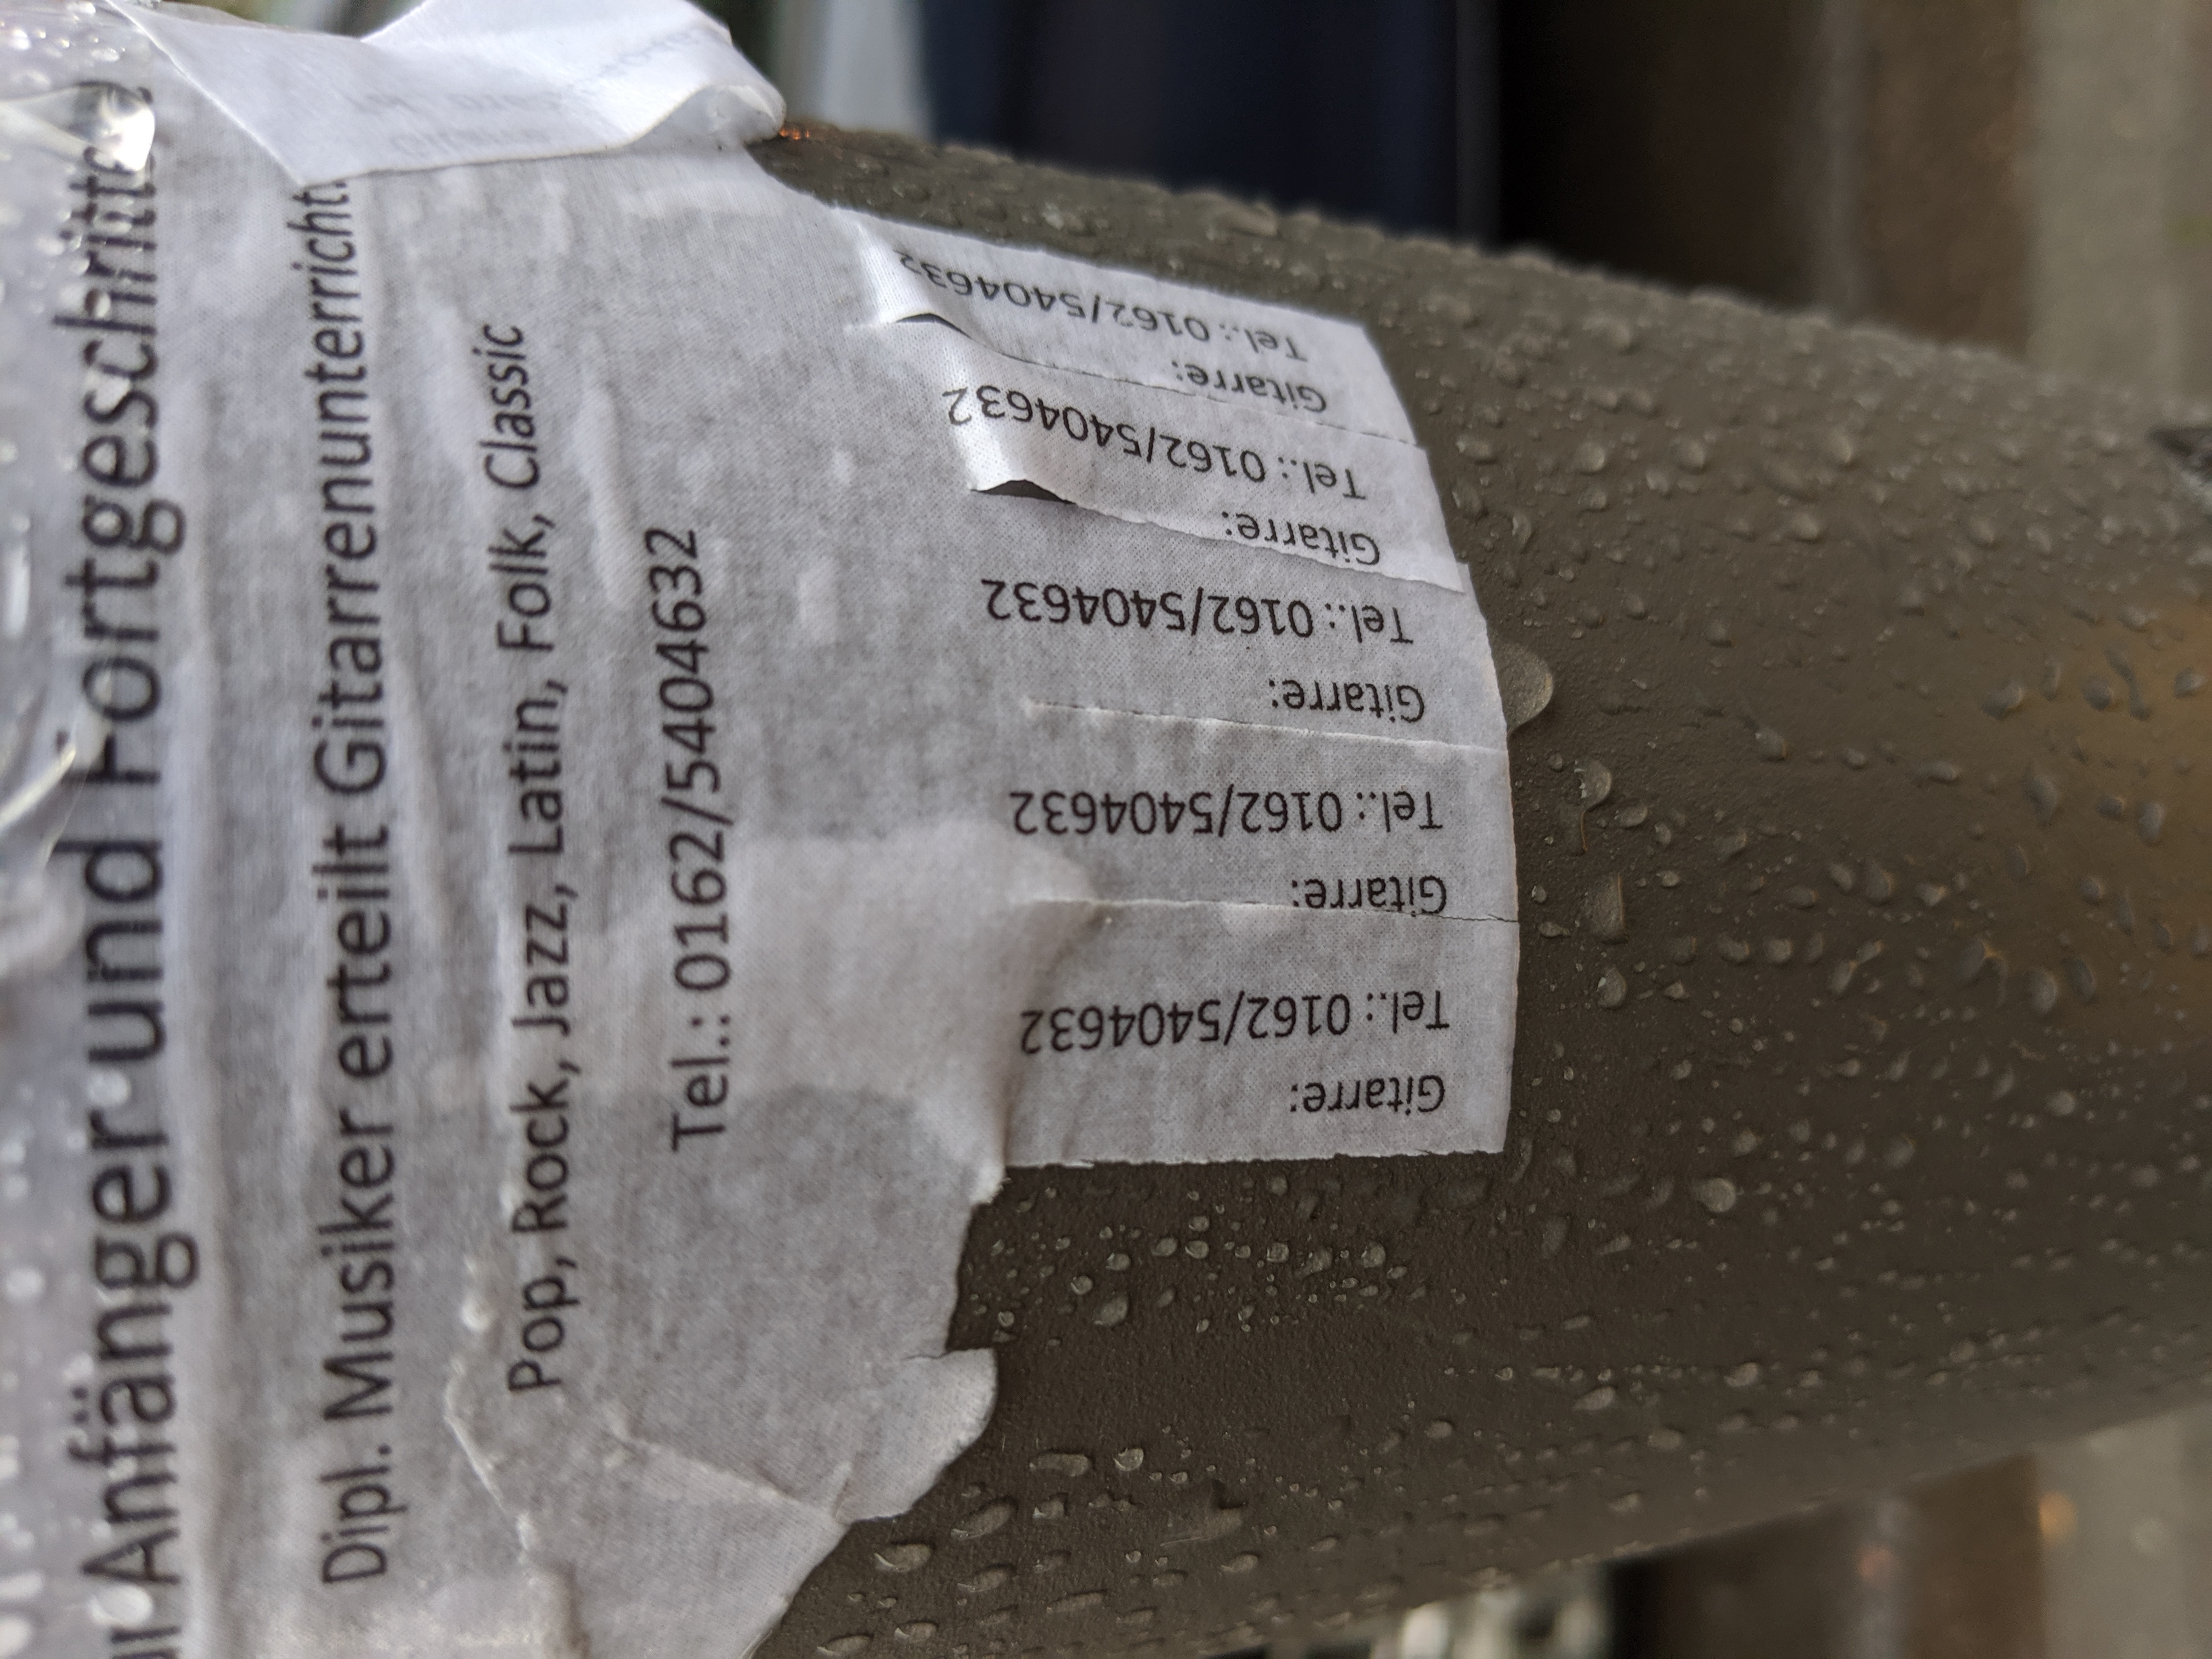 Anfänger und Fortgeschritte
Dipl. Musiker erteilt Gitarrenunterricht.
Pop, Rock, Jazz, Latin, Folk, Classic
Tel.: 0162/5404632
Gitarre:
Tel.: 0162/5404632
Gitarre:
Tel.: 0162/5404632
Gitarre:
Tel.: 0162/5404632
Gitarre:
Tel.: 0162/5404632
Gitarre:
Tel.: 0162/5404632